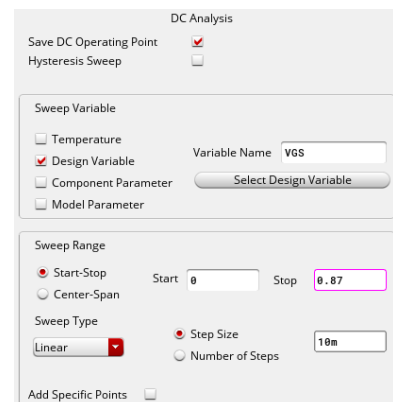 DC Analysis
Save DC Operating Point
Hysteresis Sweep
Sweep Variable
Temperature
Design Variable
Component Parameter
Model Parameter
Variable Name VGS
Select Design Variable
Sweep Range
Start-Stop
Center-Span
Start 0 Stop 0.87
Sweep Type
Linear
Step Size
Number of Steps
10m
Add Specific Points